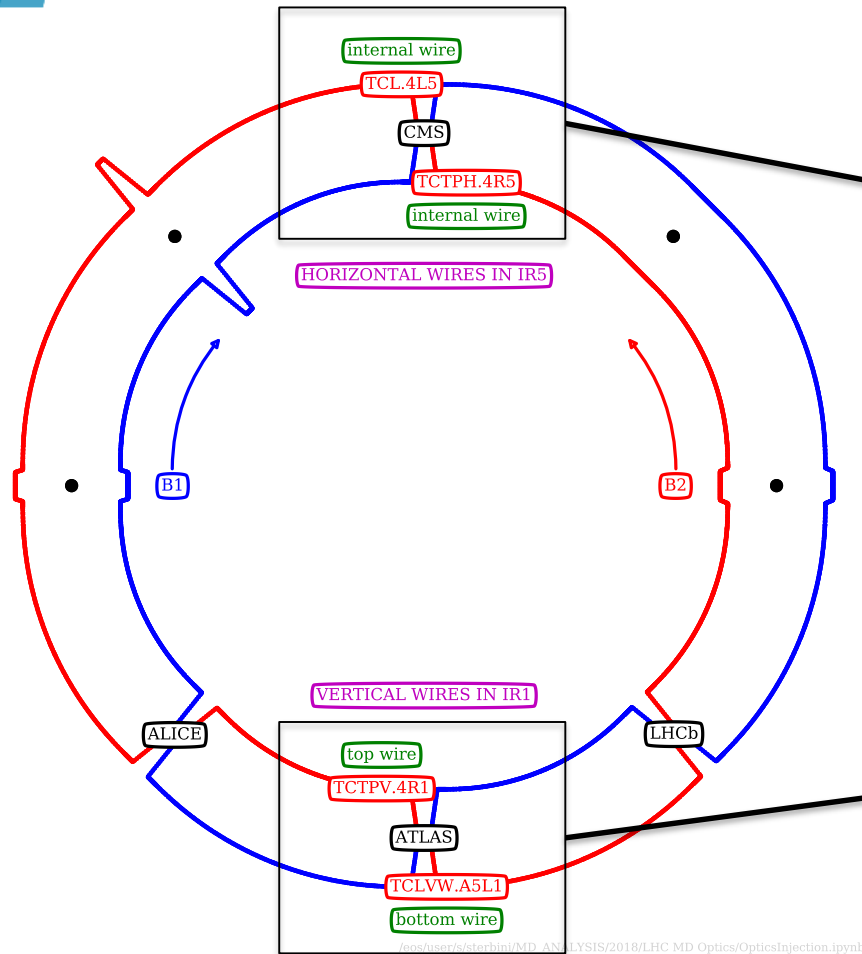 internal wire
TCL.4L5
CMS
TCTPH.4R5
internal wire
HORIZONTAL WIRES IN IR5
B1
B2
VERTICAL WIRES IN IR1
ALICE
LHCb
top wire
TCTPV.4R1
ATLAS
TCLVW.A5L1
bottom wire
/eos/user/s/sterbini/MD_ANALYSIS/2018/LHC MD Optics/OpticsInjection.ipynb